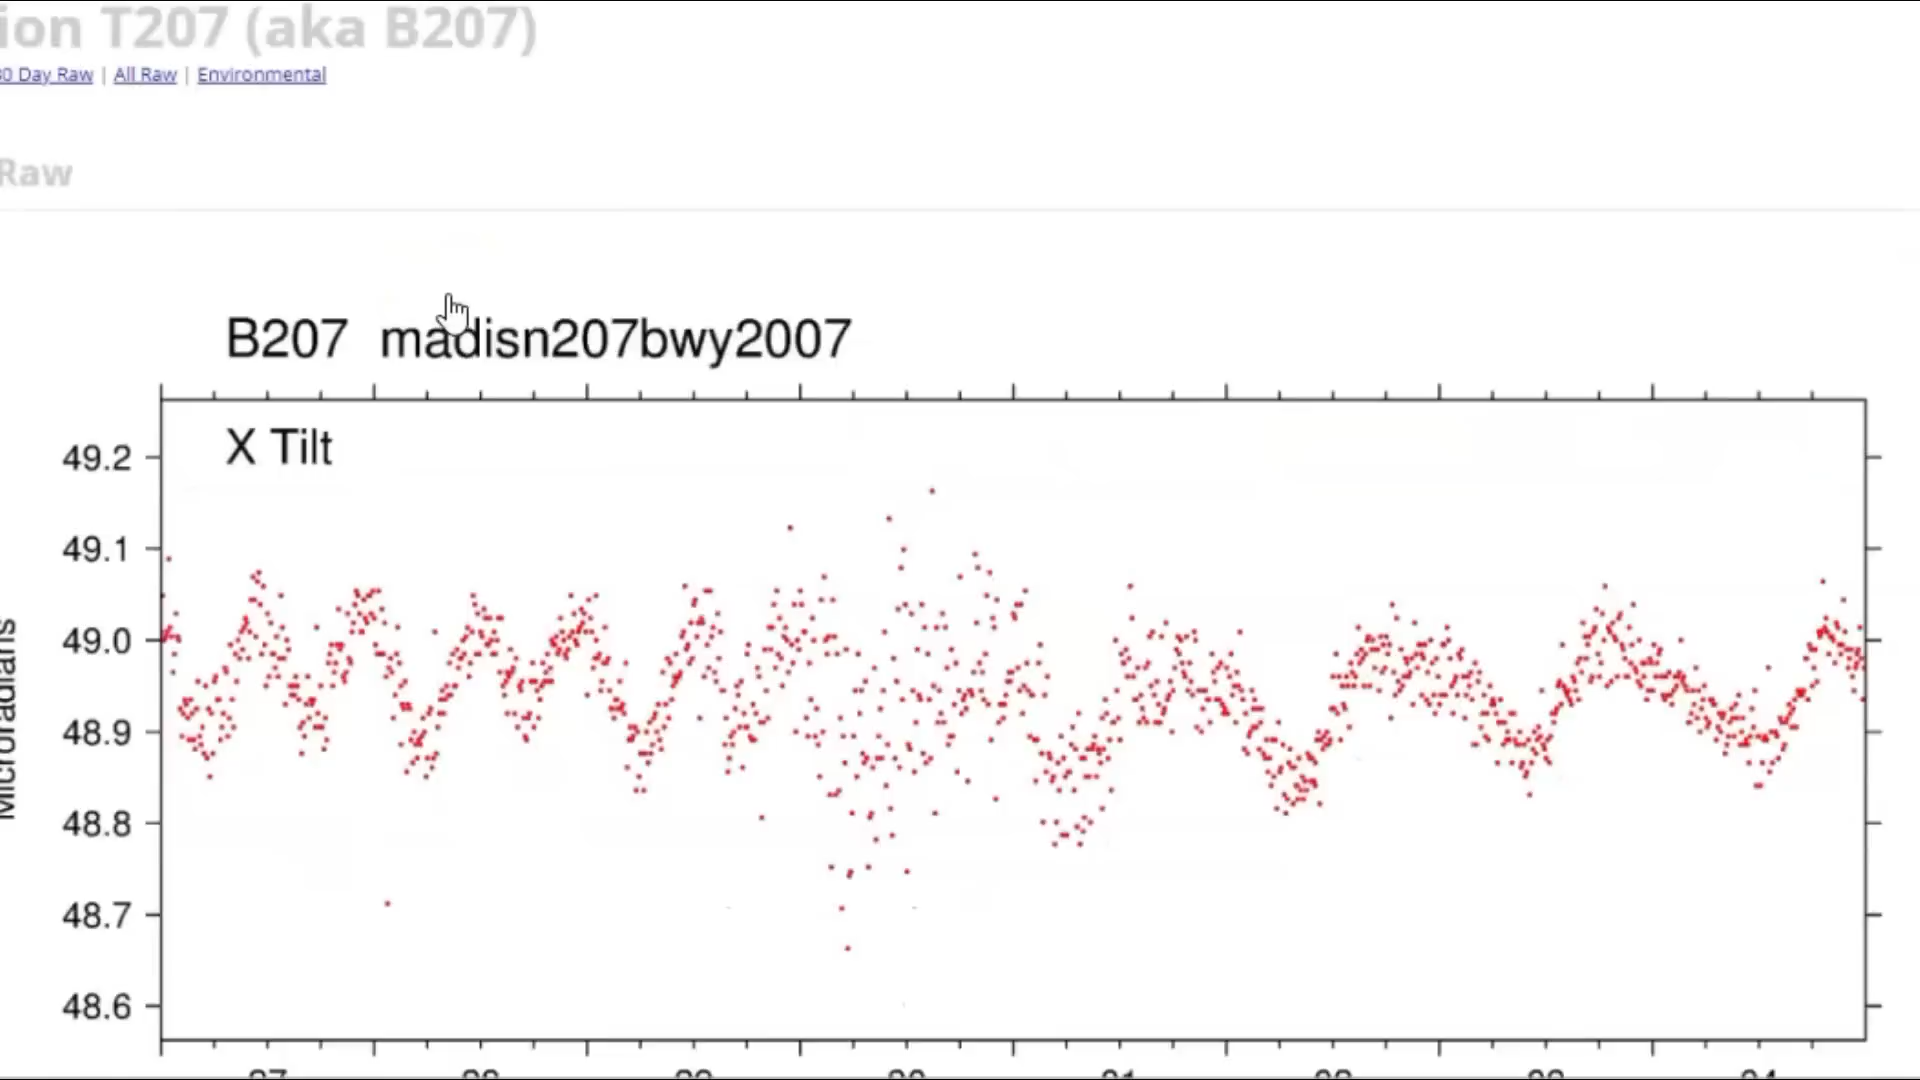 ion T207 (aka B207)
30 Day Raw | All Raw | Environmental
Raw
B207 madisn207bwy2007
X Tilt
49.2
49.1
49.0
48.9
48.8
48.7
48.6
Microradians